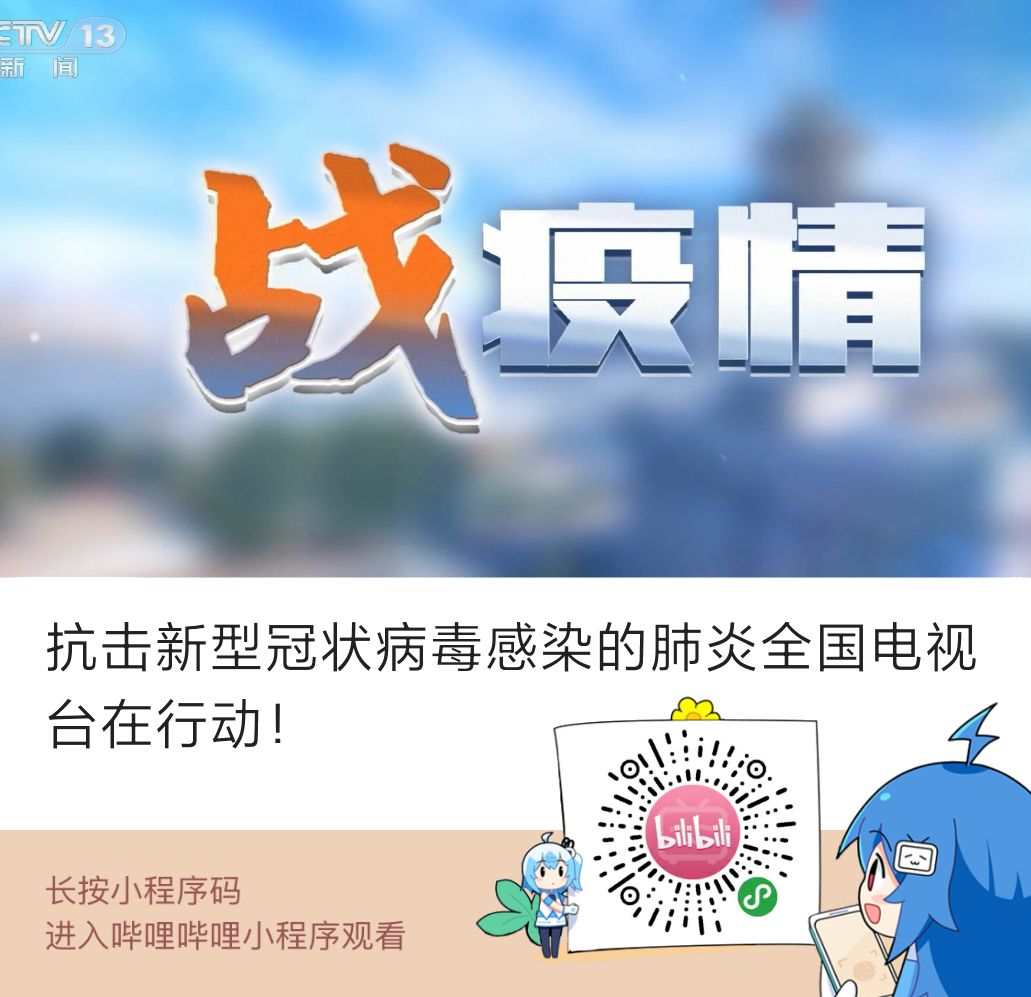 CCTV 13
新闻
战疫情
抗击新型冠状病毒感染的肺炎全国电视
台在行动!
bilibili
长按小程序码
进入哔哩哔哩小程序观看